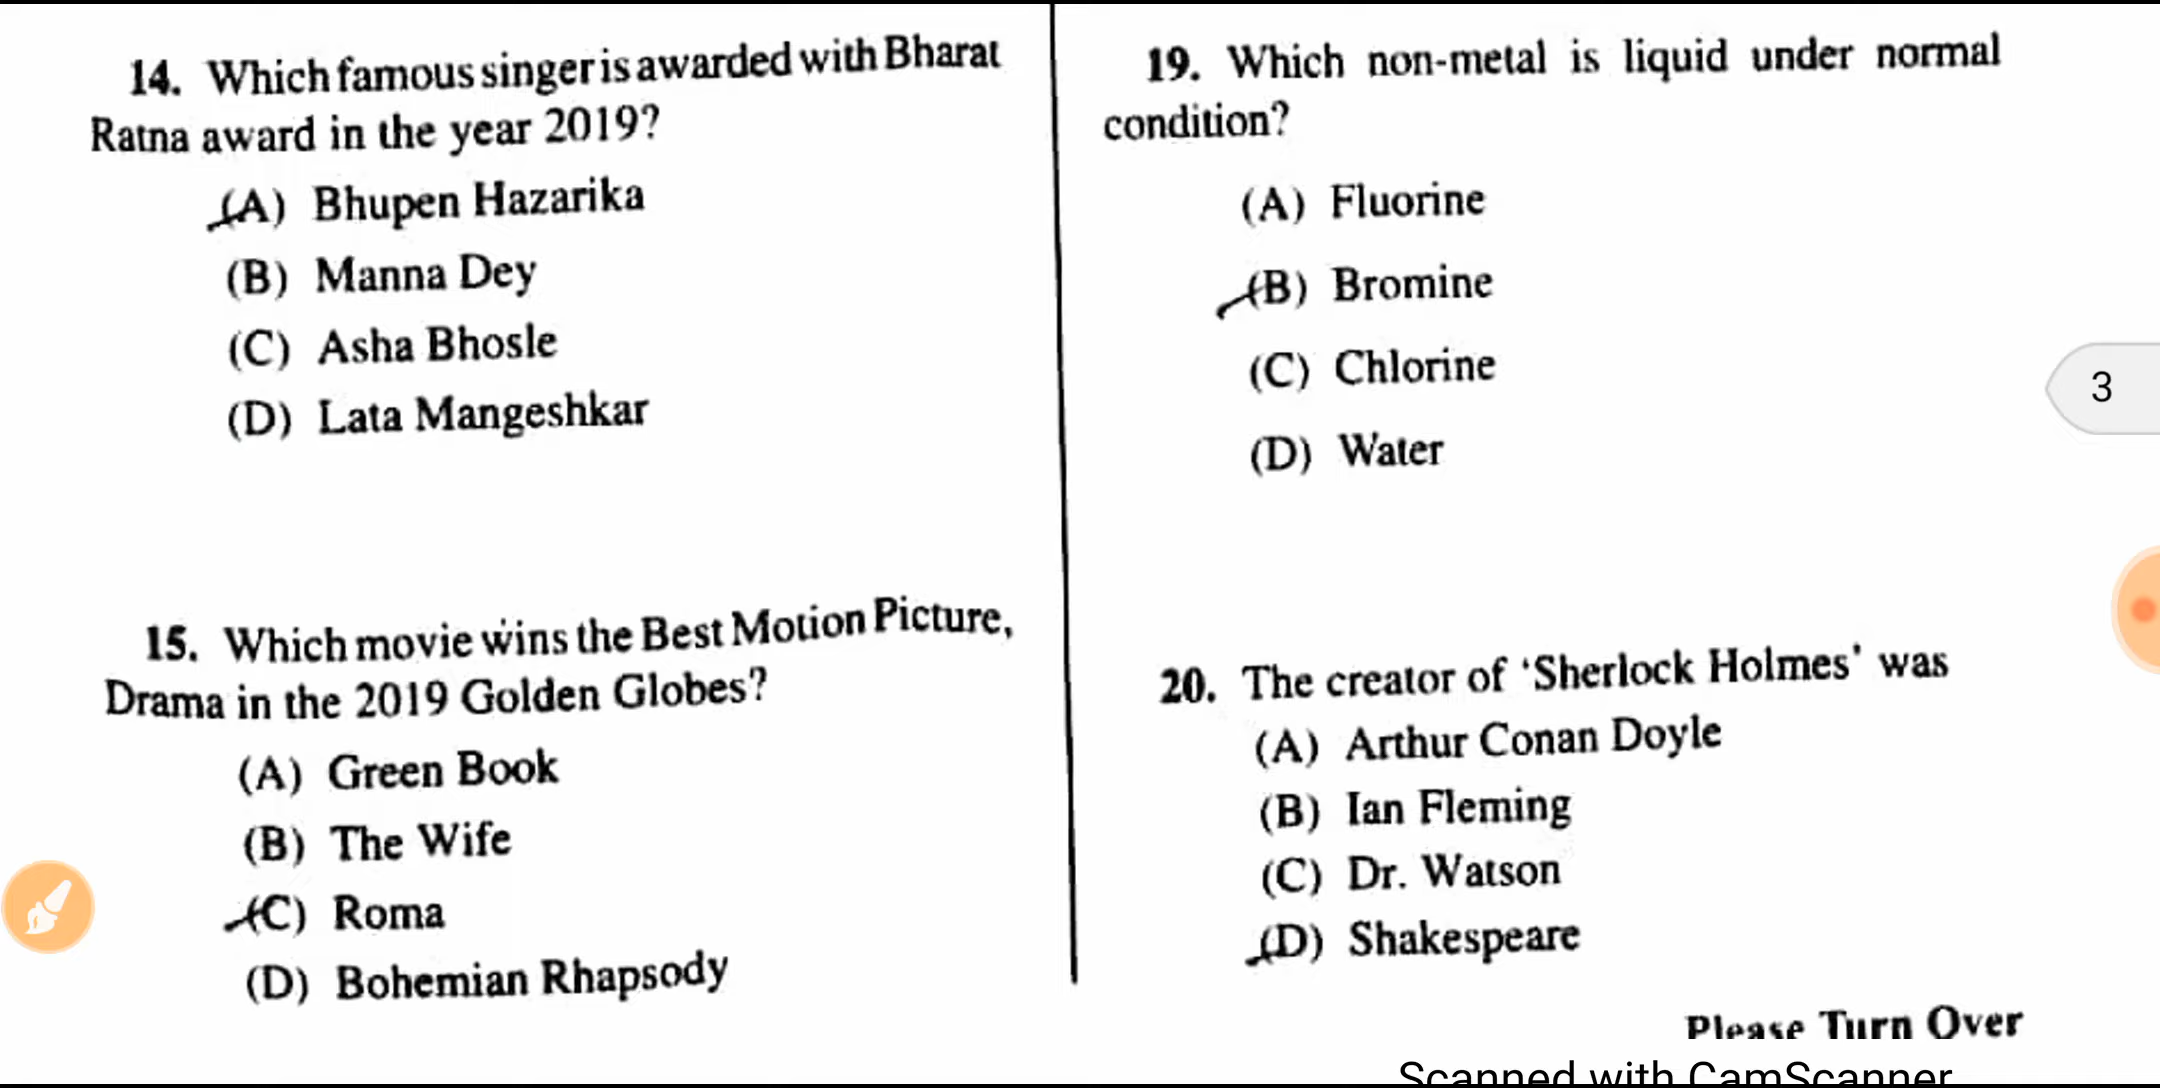 14. Which famous singer is awarded with Bharat
Ratna award in the year 2019?
(A) Bhupen Hazarika
(B) Manna Dey
(C) Asha Bhosle
(D) Lata Mangeshkar
15. Which movie wins the Best Motion Picture,
Drama in the 2019 Golden Globes?
(A) Green Book
(B) The Wife
(C) Roma
(D) Bohemian Rhapsody
19. Which non-metal is liquid under normal
condition?
(A) Fluorine
(B) Bromine
(C) Chlorine
(D) Water
20. The creator of ‘Sherlock Holmes’ was
(A) Arthur Conan Doyle
(B) Ian Fleming
(C) Dr. Watson
(D) Shakespeare
Please Turn Over
Scanned with CamScanner
3